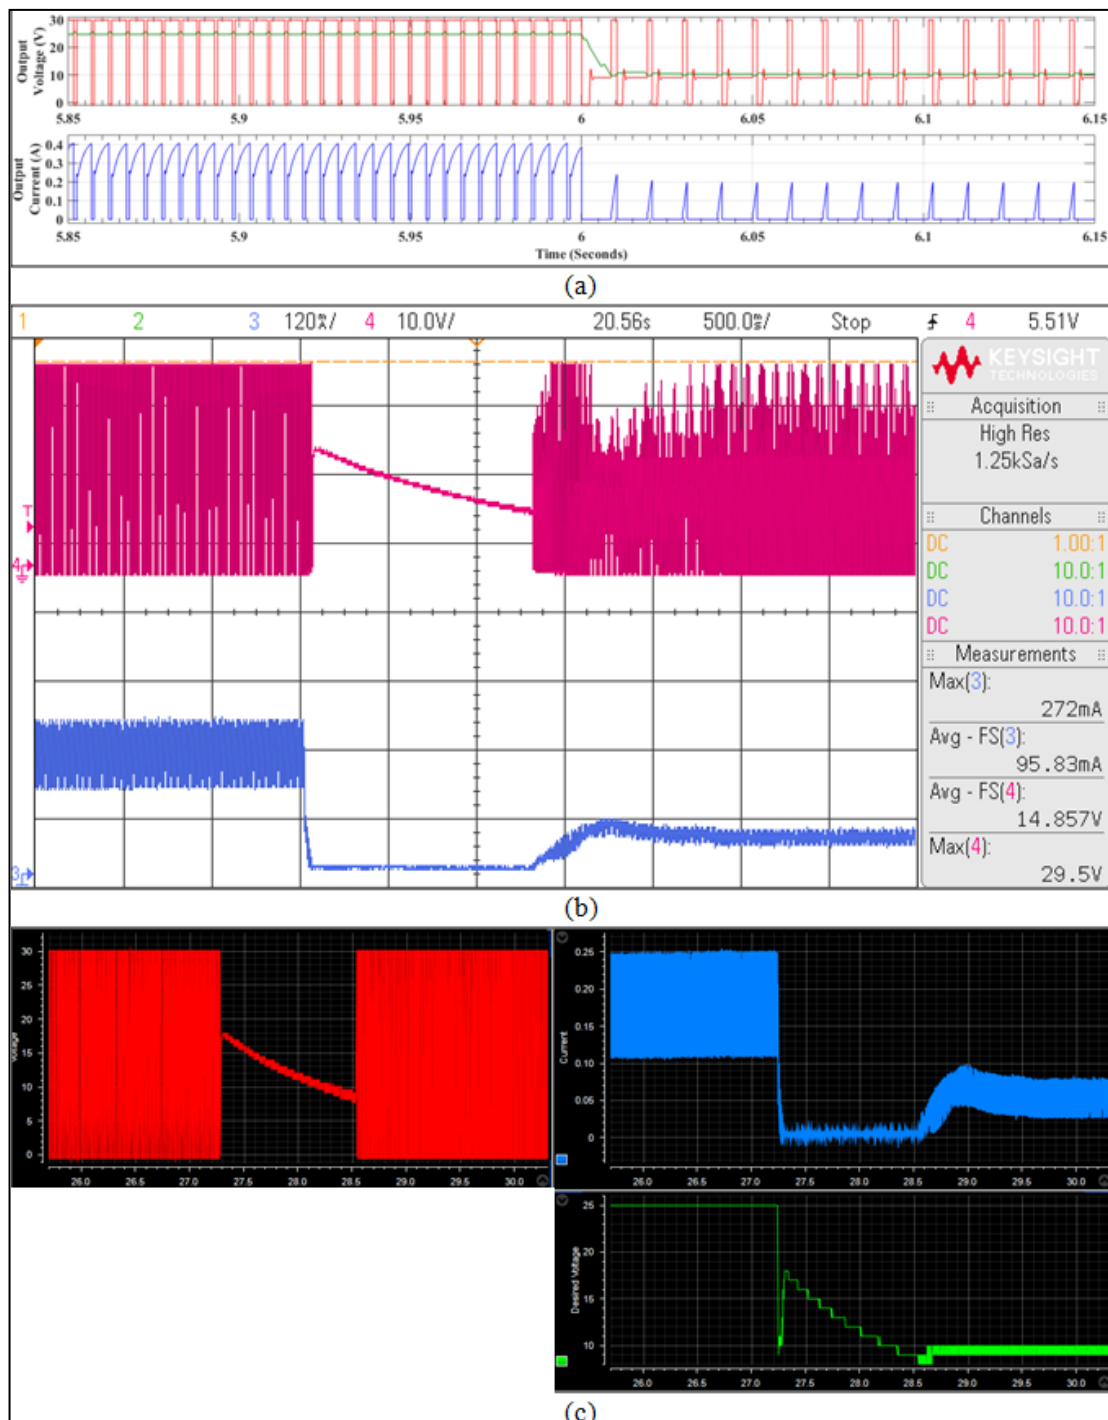 Output
Voltage (V)
30
20
10
0
5.85 5.9 5.95 6 6.05 6.1 6.15
Output
Current (A)
0.4
0.3
0.2
0.1
0
5.85 5.9 5.95 6 6.05 6.1 6.15
Time (Seconds)
(a)
1 2 3 120㎃/ 4 10.0V/ 20.56s 500.0㎳/ Stop 4 5.51V
KEYSIGHT
TECHNOLOGIES
Acquisition
High Res
1.25kSa/s
Channels
DC 1.00:1
DC 10.0:1
DC 10.0:1
DC 10.0:1
Measurements
Max(3):
272mA
Avg - FS(3):
95.83mA
Avg - FS(4):
14.857V
Max(4):
29.5V
T
4
3
(b)
Voltage
30
25
20
15
10
5
0
26.0 26.5 27.0 27.5 28.0 28.5 29.0 29.5 30.0
Current
0.25
0.20
0.15
0.10
0.05
0
26.0 26.5 27.0 27.5 28.0 28.5 29.0 29.5 30.0
Desired Voltage
25
15
10
26.0 26.5 27.0 27.5 28.0 28.5 29.0 29.5 30.0
(c)